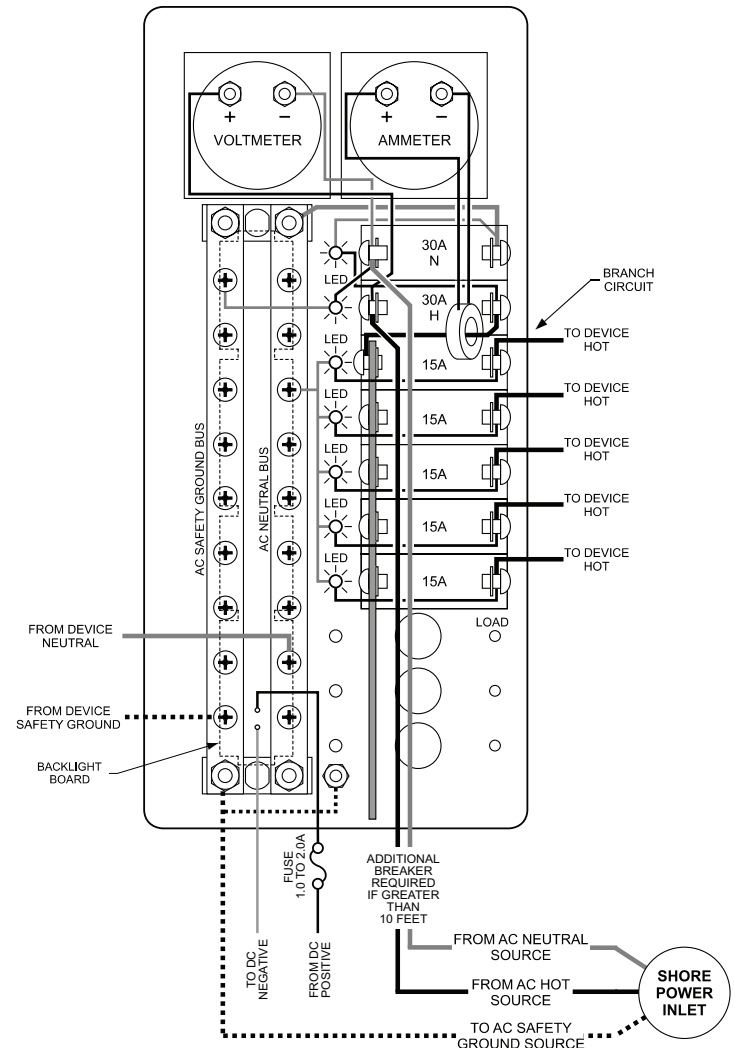 +
−
VOLTMETER
+
−
AMMETER
30A
N
LED
30A
H
BRANCH
CIRCUIT
LED
15A
TO DEVICE
HOT
LED
15A
TO DEVICE
HOT
LED
15A
TO DEVICE
HOT
LED
15A
TO DEVICE
HOT
LED
15A
TO DEVICE
HOT
LOAD
AC SAFETY GROUND BUS
AC NEUTRAL BUS
FROM DEVICE
NEUTRAL
FROM DEVICE
SAFETY GROUND
BACKLIGHT
BOARD
FUSE
1.0 TO 2.0A
TO DC
NEGATIVE
FROM DC
POSITIVE
ADDITIONAL
BREAKER
REQUIRED
IF GREATER
THAN
10 FEET
FROM AC NEUTRAL
SOURCE
FROM AC HOT
SOURCE
TO AC SAFETY
GROUND SOURCE
SHORE
POWER
INLET